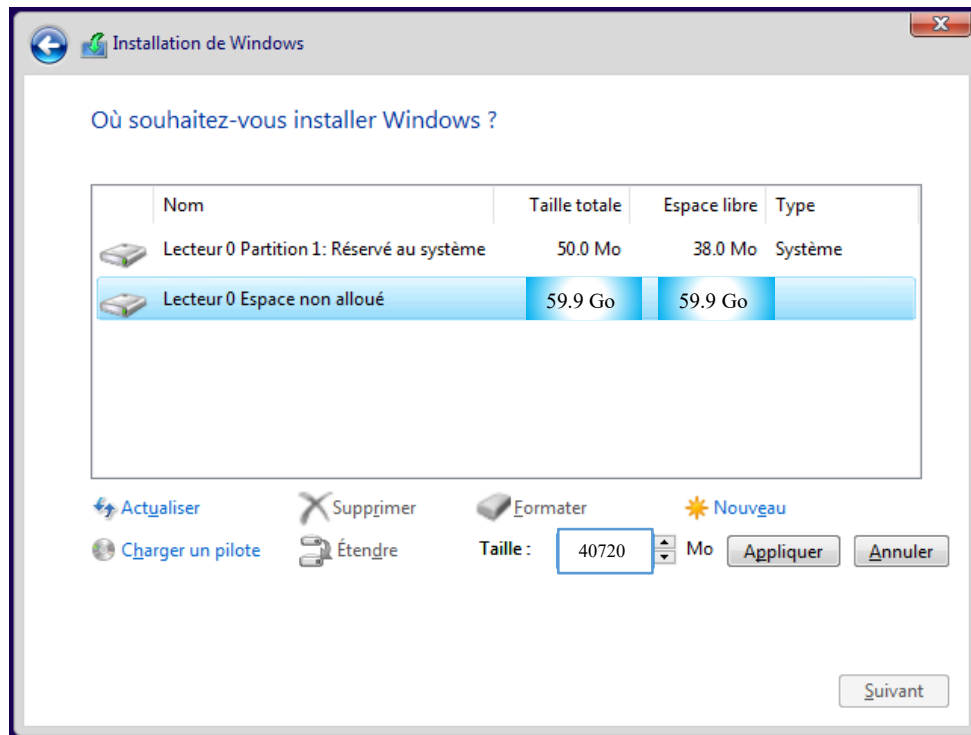 Installation de Windows
Où souhaitez-vous installer Windows ?
Nom Taille totale Espace libre Type
Lecteur 0 Partition 1: Réservé au système 50.0 Mo 38.0 Mo Système
Lecteur 0 Espace non alloué 59.9 Go 59.9 Go
Actualiser Supprimer Formater Nouveau
Charger un pilote Étendre Taille : 40720 Mo Appliquer Annuler
Suivant